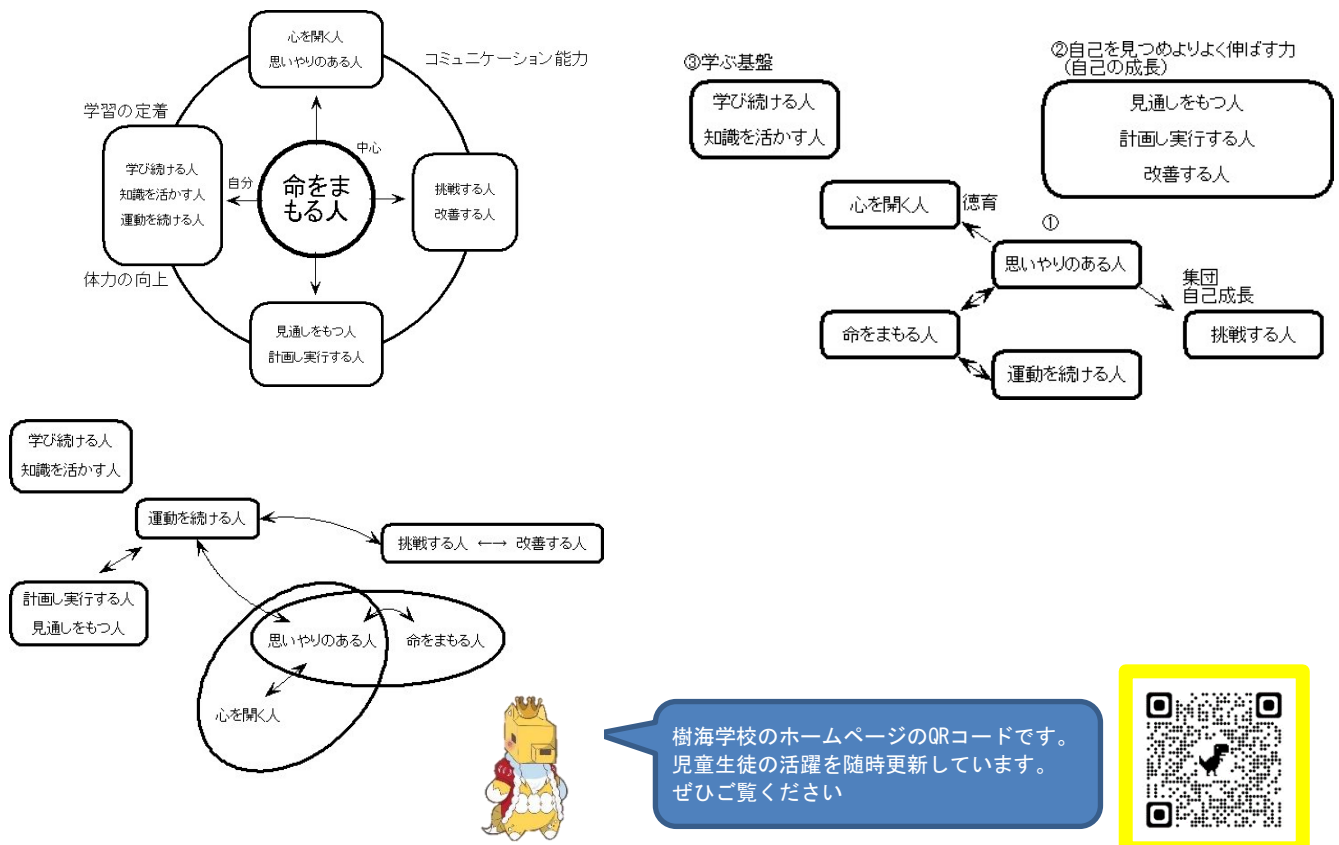 心を開く人
思いやりのある人
コミュニケーション能力
学習の定着
学び続ける人
知識を活かす人
運動を続ける人
自分
命をま
もる人
中心
挑戦する人
改善する人
体力の向上
見通しをもつ人
計画し実行する人
③学ぶ基盤
学び続ける人
知識を活かす人
②自己を見つめよりよく伸ばす力
(自己の成長)
見通しをもつ人
計画し実行する人
改善する人
心を開く人
徳育
①
思いやりのある人
集団
自己成長
命をまもる人
挑戦する人
運動を続ける人
学び続ける人
知識を活かす人
運動を続ける人
挑戦する人 ←→ 改善する人
計画し実行する人
見通しをもつ人
思いやりのある人
命をまもる人
心を開く人
樹海学校のホームページのQRコードです。
児童生徒の活躍を随時更新しています。
ぜひご覧ください